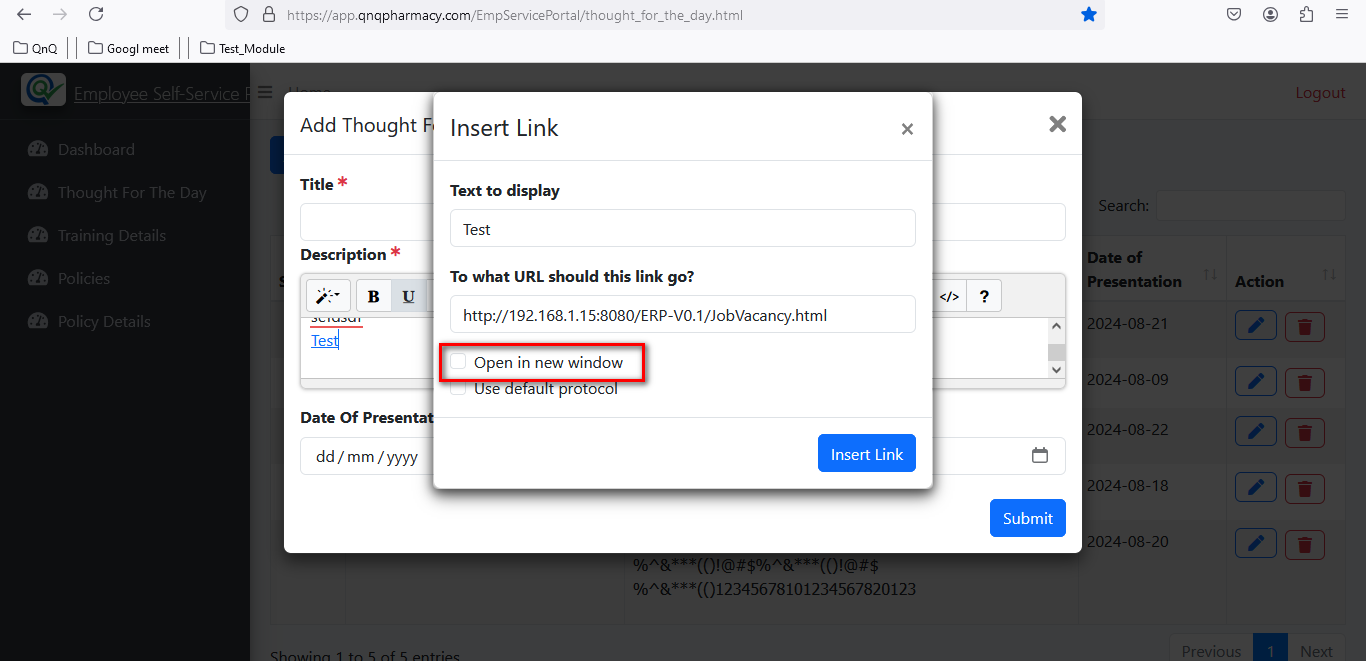 https://app.qnqpharmacy.com/EmpServicePortal/thought_for_the_day.html
QnQ
Googl meet
Test_Module
Employee Self-Service
Home
Logout
Dashboard
Thought For The Day
Training Details
Policies
Policy Details
Add Thought
Title *
Description *
B
U
</>
?
Test
Date Of Presentat
dd / mm / yyyy
Submit
Insert Link
×
Text to display
Test
To what URL should this link go?
http://192.168.1.15:8080/ERP-V0.1/JobVacancy.html
Open in new window
Use default protocol
Insert Link
Search:
Date of
Presentation
Action
2024-08-21
2024-08-09
2024-08-22
2024-08-18
2024-08-20
%^&***(()!@#$%^&***(()!@#$
%^&***(()12345678101234567820123
Showing 1 to 5 of 5 entries
Previous
1
Next